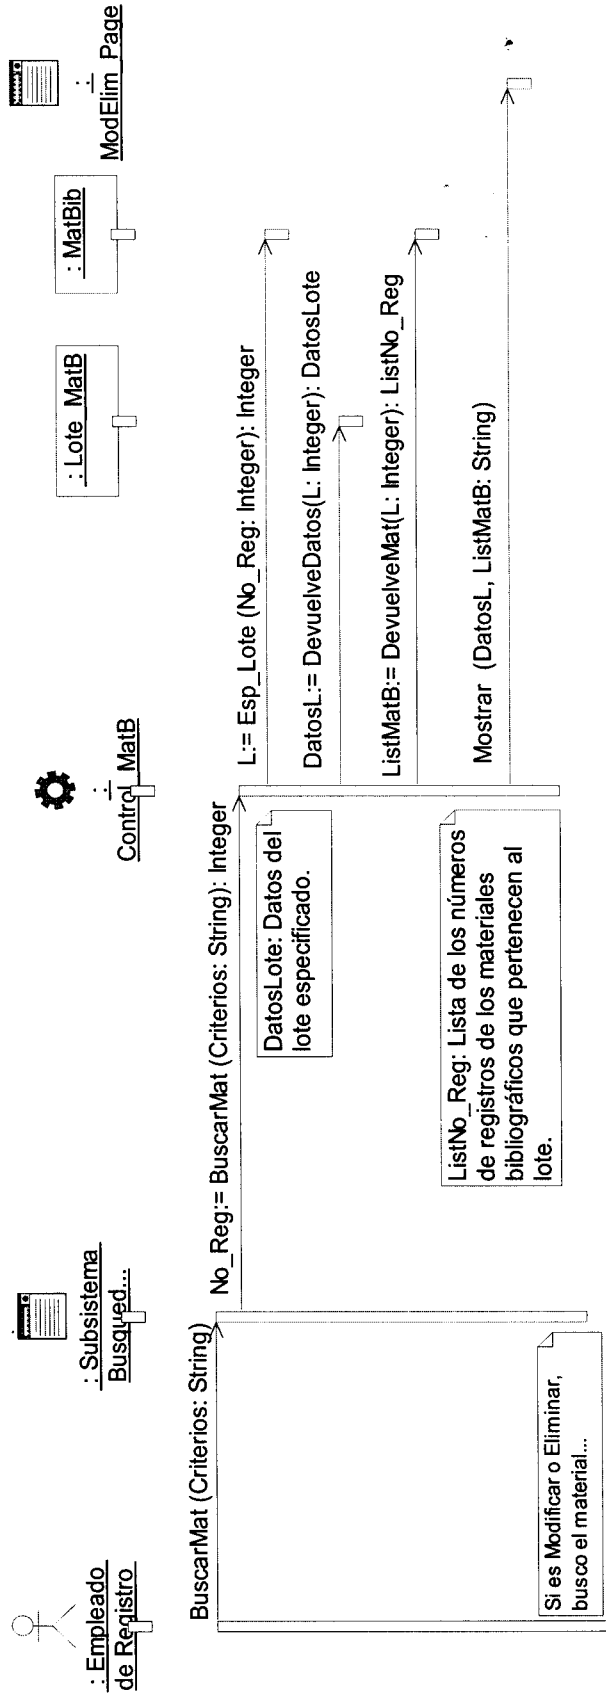 : Empleado
de Registro
: Subsistema
Busqued...
:
Control_MatB
: Lote_MatB
: MatBib
:
ModElim_Page
BuscarMat (Criterios: String)
No_Reg:= BuscarMat (Criterios: String): Integer
L:= Esp_Lote (No_Reg: Integer): Integer
DatosLote: Datos del
lote especificado.
DatosL:= DevuelveDatos(L: Integer): DatosLote
ListMatB:= DevuelveMat(L: Integer): ListNo_Reg
ListNo_Reg: Lista de los números
de registros de los materiales
bibliográficos que pertenecen al
lote.
Mostrar (DatosL, ListMatB: String)
Si es Modificar o Eliminar,
busco el material...